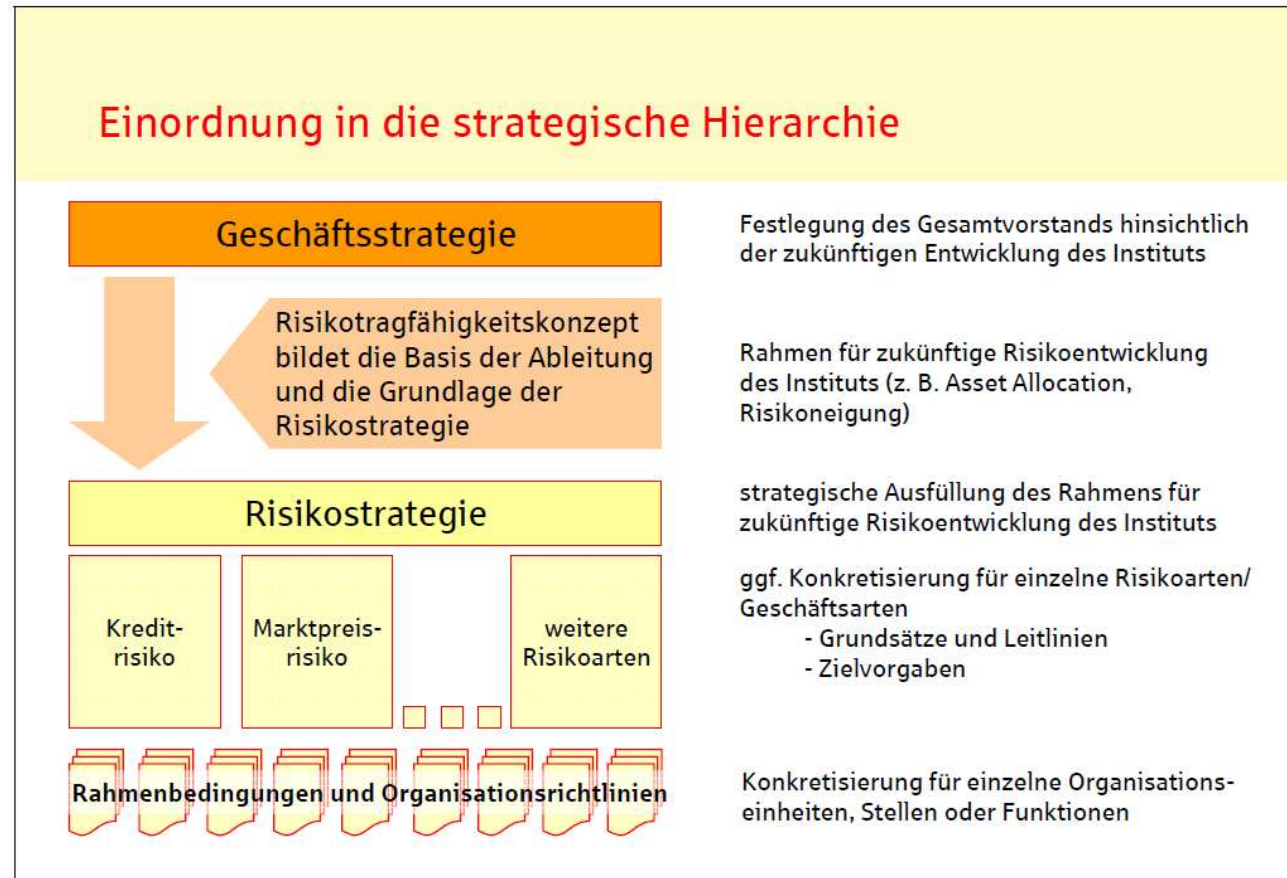 Einordnung in die strategische Hierarchie
Geschäftsstrategie
Festlegung des Gesamtvorstands hinsichtlich
der zukünftigen Entwicklung des Instituts
Risikotragfähigkeitskonzept
bildet die Basis der Ableitung
und die Grundlage der
Risikostrategie
Rahmen für zukünftige Risikoentwicklung
des Instituts (z. B. Asset Allocation,
Risikoneigung)
Risikostrategie
strategische Ausfüllung des Rahmens für
zukünftige Risikoentwicklung des Instituts
Kredit-
risiko
Marktpreis-
risiko
weitere
Risikoarten
ggf. Konkretisierung für einzelne Risikoarten/
Geschäftsarten
- Grundsätze und Leitlinien
- Zielvorgaben
Rahmenbedingungen und Organisationsrichtlinien
Konkretisierung für einzelne Organisations-
einheiten, Stellen oder Funktionen